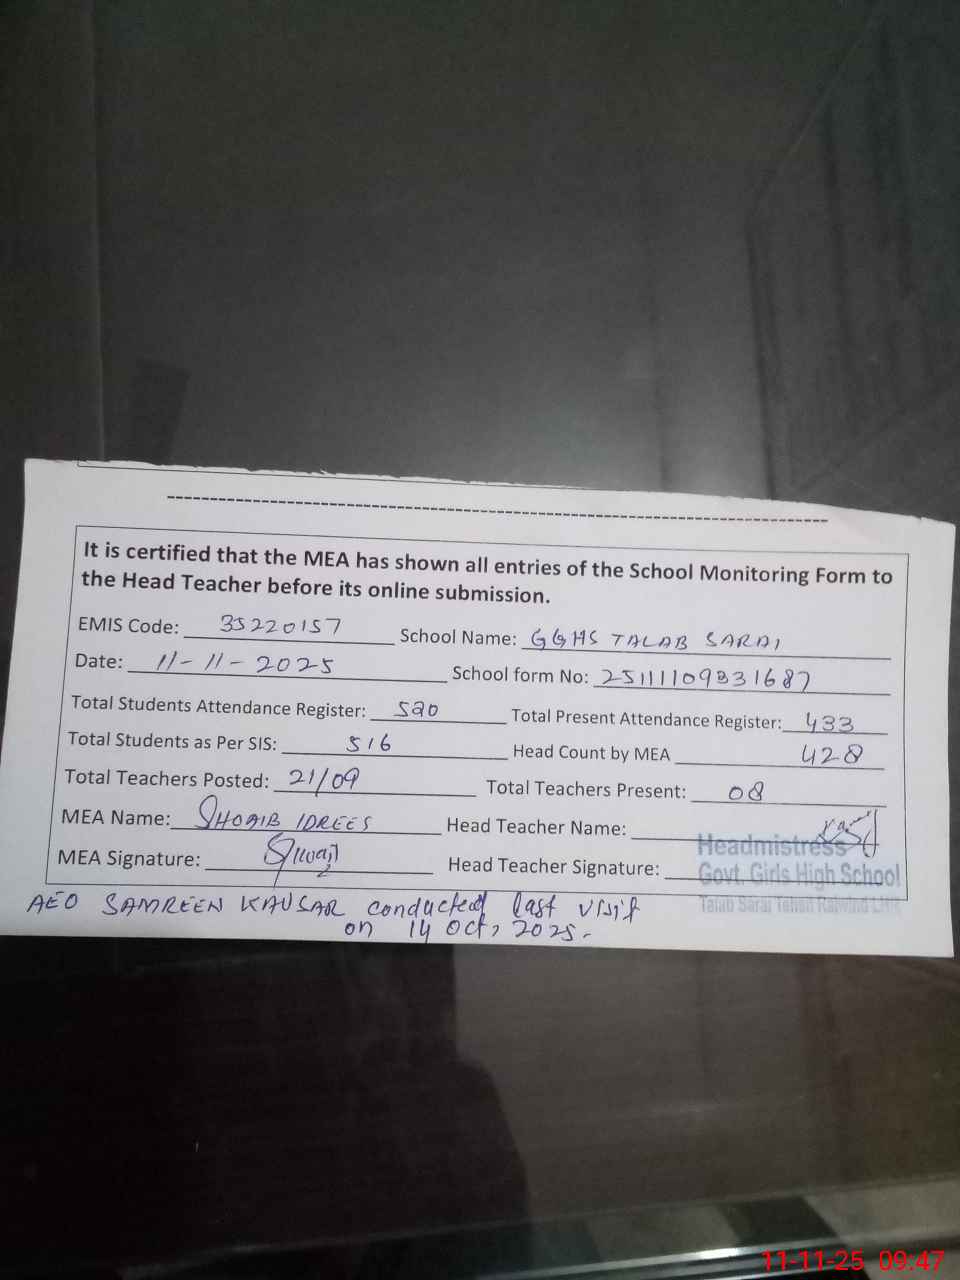 It is certified that the MEA has shown all entries of the School Monitoring Form to
the Head Teacher before its online submission.
EMIS Code: 35220157 School Name: GGHS TALAB SARAI
Date: 11-11-2025 School form No: 25111109331687
Total Students Attendance Register: 520 Total Present Attendance Register: 433
Total Students as Per SIS: 516 Head Count by MEA 428
Total Teachers Posted: 21/09 Total Teachers Present: 08
MEA Name: SHOAIB IDREES Head Teacher Name:
MEA Signature: Head Teacher Signature:
Headmistress
Govt. Girls High School
Talab Sarai Tehsil Raiwind LHR
AEO SAMREEN KAUSAR conducted last visit
on 14 Oct, 2025.
11-11-25 09:47